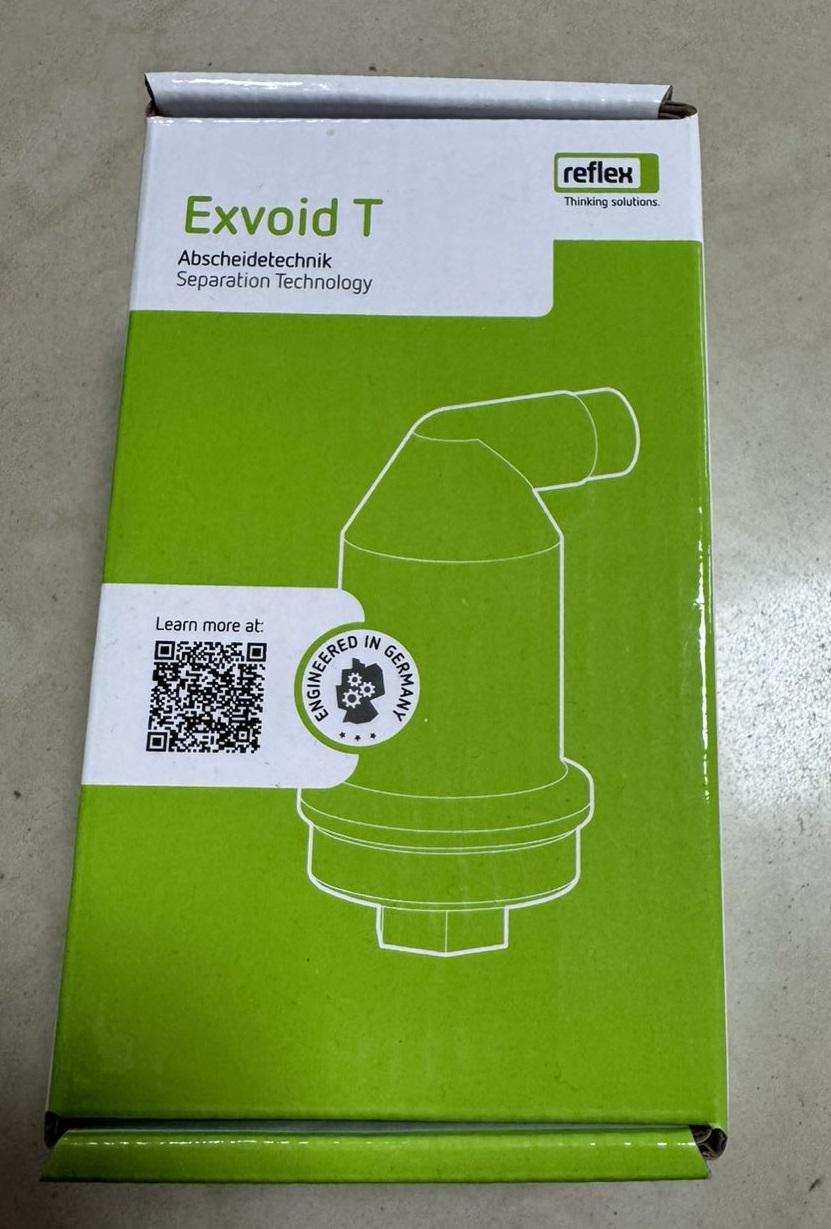 reflex
Thinking solutions.
Exvoid T
Abscheidetechnik
Separation Technology
Learn more at:
ENGINEERED IN GERMANY